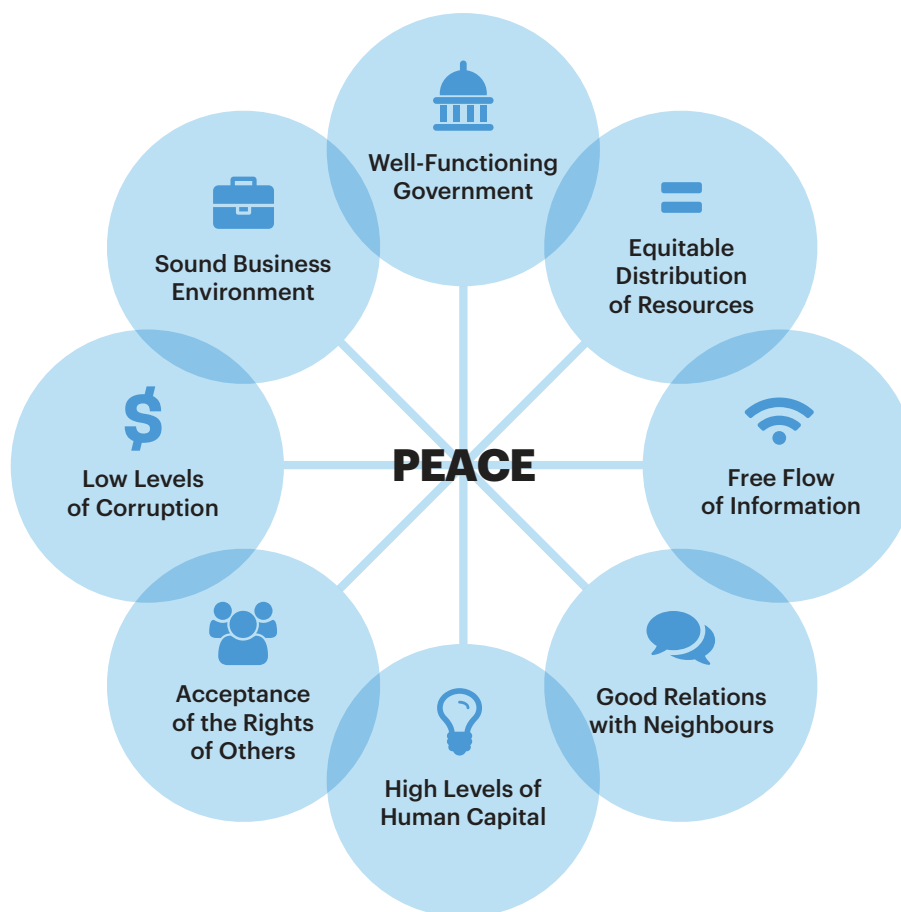 Well-Functioning
Government
Equitable
Distribution
of Resources
Free Flow
of Information
Good Relations
with Neighbours
High Levels of
Human Capital
Acceptance
of the Rights
of Others
$
Low Levels
of Corruption
Sound Business
Environment
PEACE